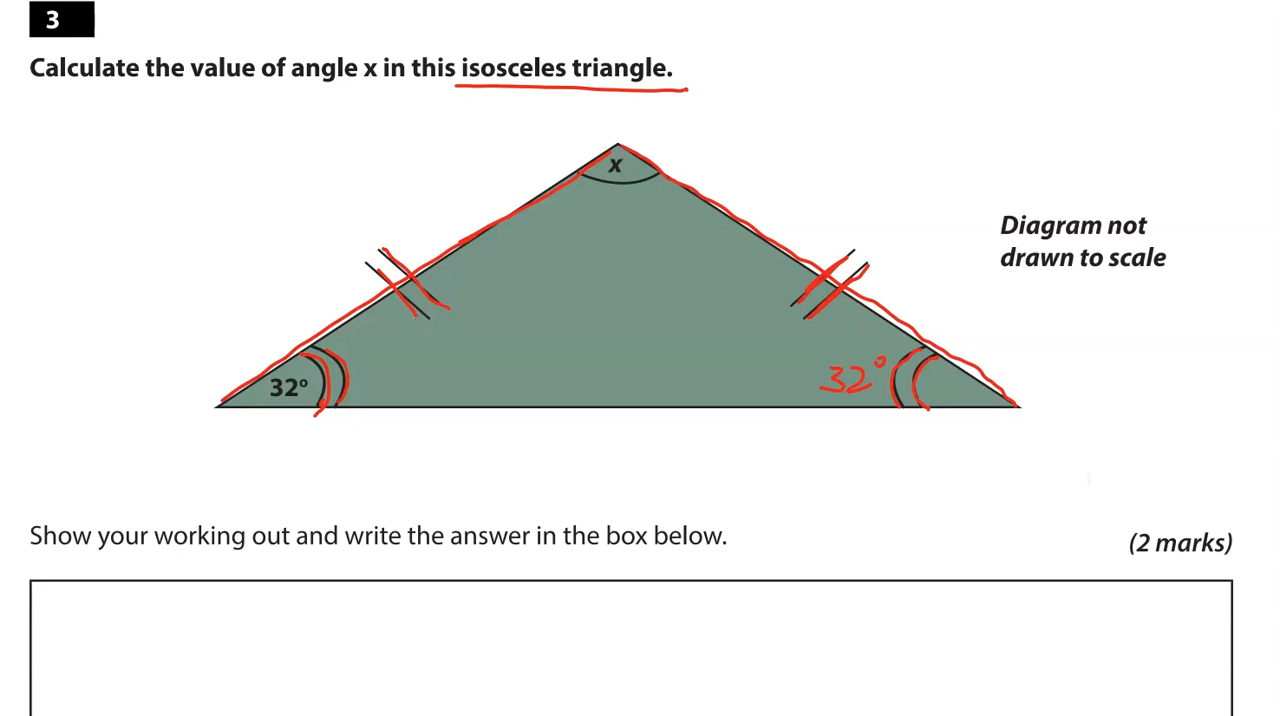 3
Calculate the value of angle x in this isosceles triangle.
x
Diagram not
drawn to scale
32°
32°
Show your working out and write the answer in the box below.
(2 marks)